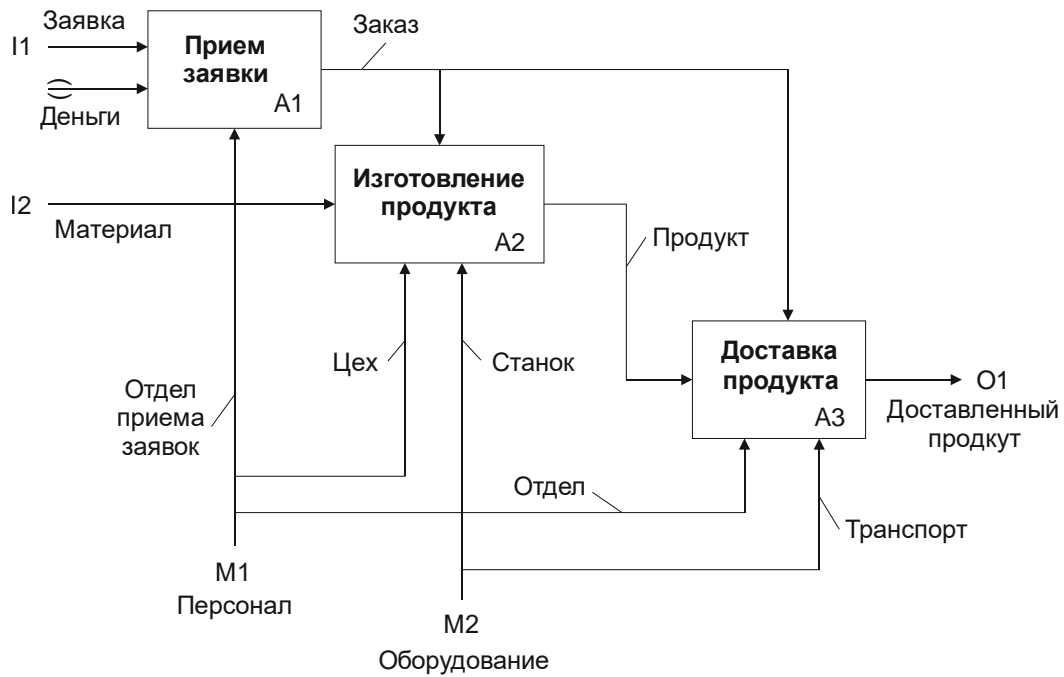 Заявка
I1
Деньги
Прием
заявки
A1
Заказ
I2
Материал
Изготовление
продукта
A2
Продукт
Цех
Станок
Отдел
приема
заявок
Доставка
продукта
A3
O1
Доставленный
продкут
Отдел
Транспорт
M1
Персонал
M2
Оборудование